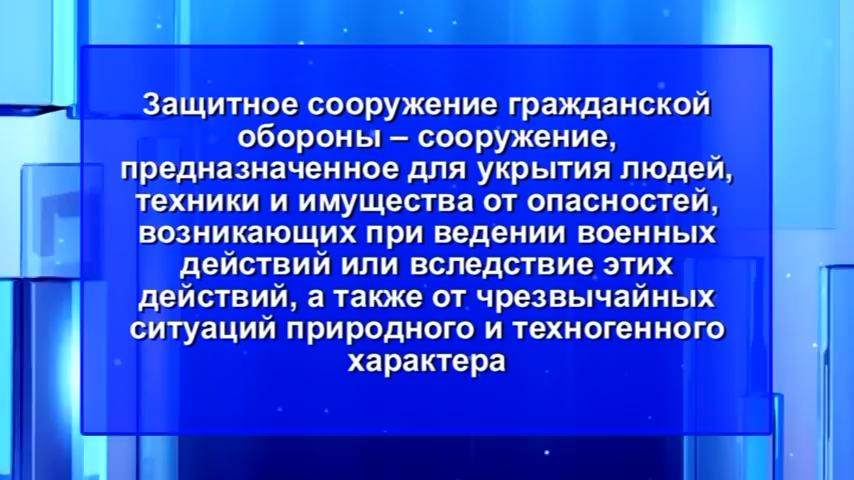 Защитное сооружение гражданской
обороны – сооружение,
предназначенное для укрытия людей,
техники и имущества от опасностей,
возникающих при ведении военных
действий или вследствие этих
действий, а также от чрезвычайных
ситуаций природного и техногенного
характера